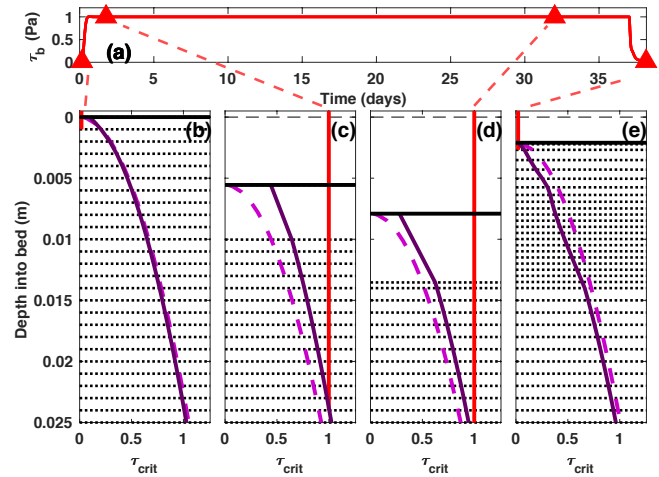 1
0.5
0
τb (Pa)
(a)
0 5 10 15 20 25 30 35
Time (days)
0
0.005
0.01
0.015
0.02
0.025
Depth into bed (m)
(b) (c) (d) (e)
0 0.5 1 0 0.5 1 0 0.5 1 0 0.5 1
τcrit τcrit τcrit τcrit